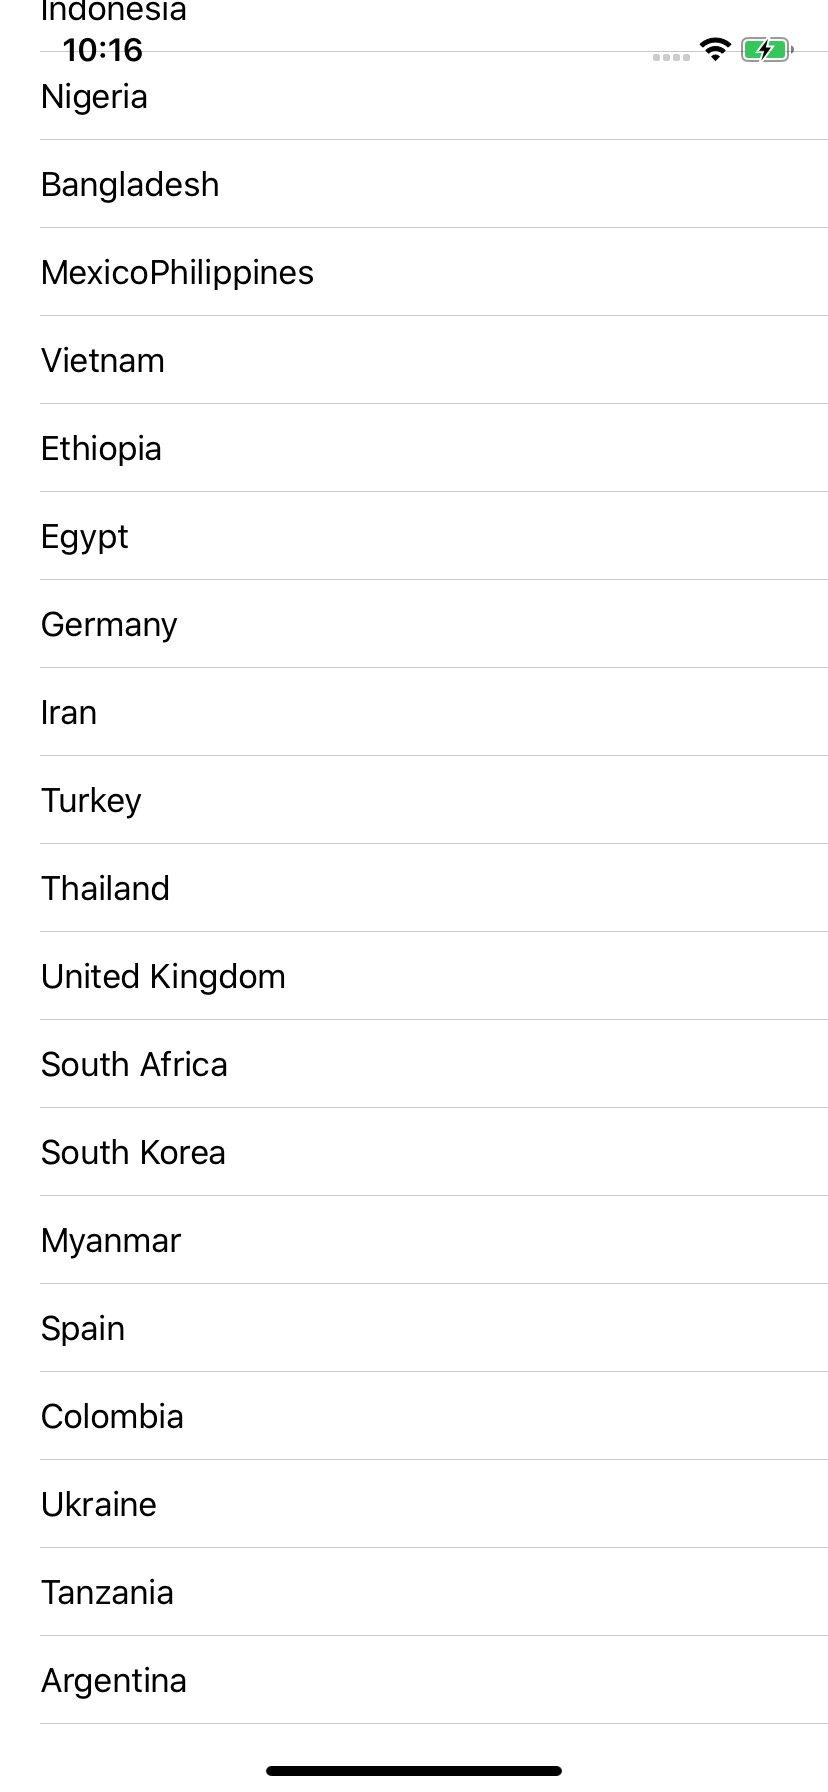 Indonesia
10:16
Nigeria
Bangladesh
MexicoPhilippines
Vietnam
Ethiopia
Egypt
Germany
Iran
Turkey
Thailand
United Kingdom
South Africa
South Korea
Myanmar
Spain
Colombia
Ukraine
Tanzania
Argentina